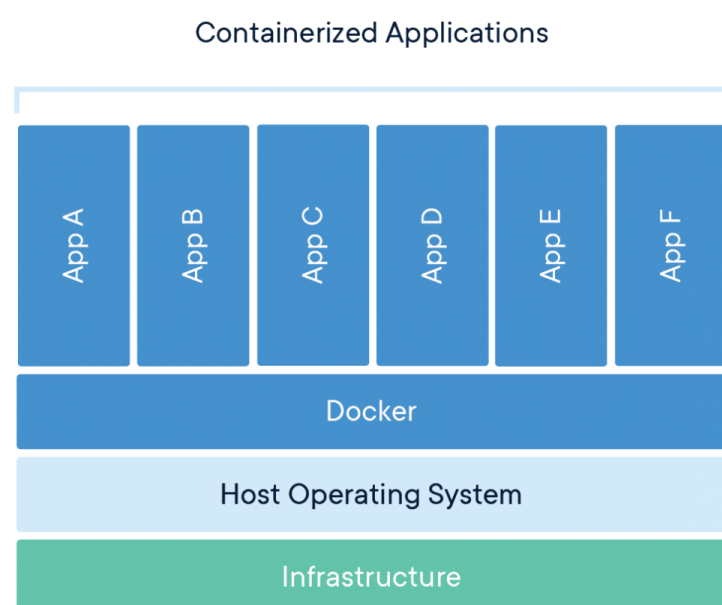 Containerized Applications
App A
App B
App C
App D
App E
App F
Docker
Host Operating System
Infrastructure